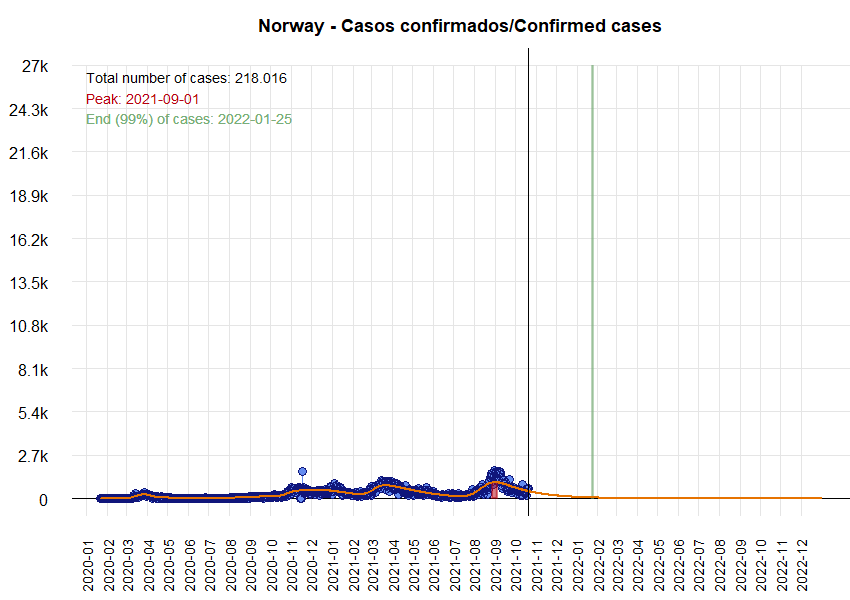 Norway - Casos confirmados/Confirmed cases
27k
Total number of cases: 218.016
Peak: 2021-09-01
24.3k
End (99%) of cases: 2022-01-25
21.6k
18.9k
16.2k
13.5k
10.8k
8.1k
5.4k
2.7k
0
2020-01
2020-02
2020-03
2020-04
2020-05
2020-06
2020-07
2020-08
2020-09
2020-10
2020-11
2020-12
2021-01
2021-02
2021-03
2021-04
2021-05
2021-06
2021-07
2021-08
2021-09
2021-10
2021-11
2021-12
2022-01
2022-02
2022-03
2022-04
2022-05
2022-06
2022-07
2022-08
2022-09
2022-10
2022-11
2022-12